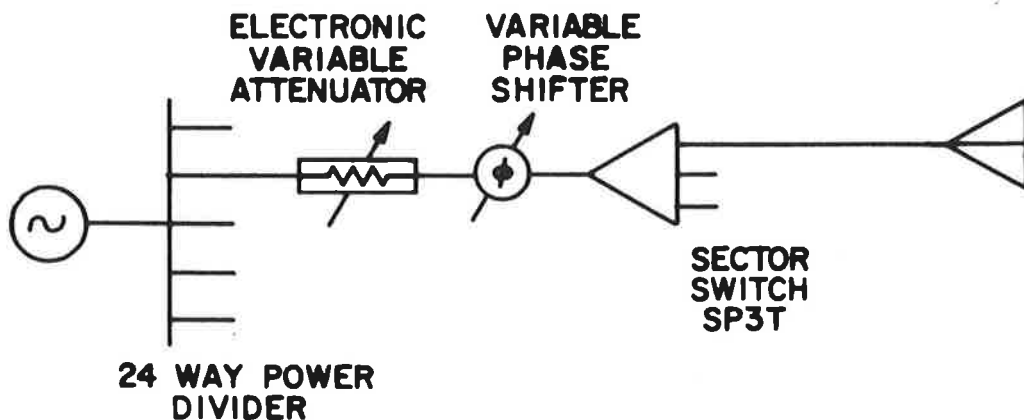 ELECTRONIC
VARIABLE
ATTENUATOR
VARIABLE
PHASE
SHIFTER
ϕ
SECTOR
SWITCH
SP3T
24 WAY POWER
DIVIDER